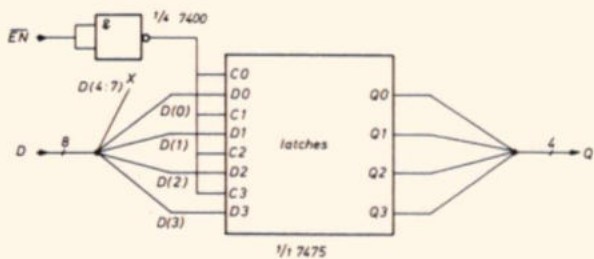 1/4 7400
&
E̅N̅
D(4:7) X
C0
D0
D(0)
C1
D(1)
D1
C2
D(2)
D2
C3
D(3)
D3
D
8
latches
Q0
Q1
Q2
Q3
4
Q
1/1 7475